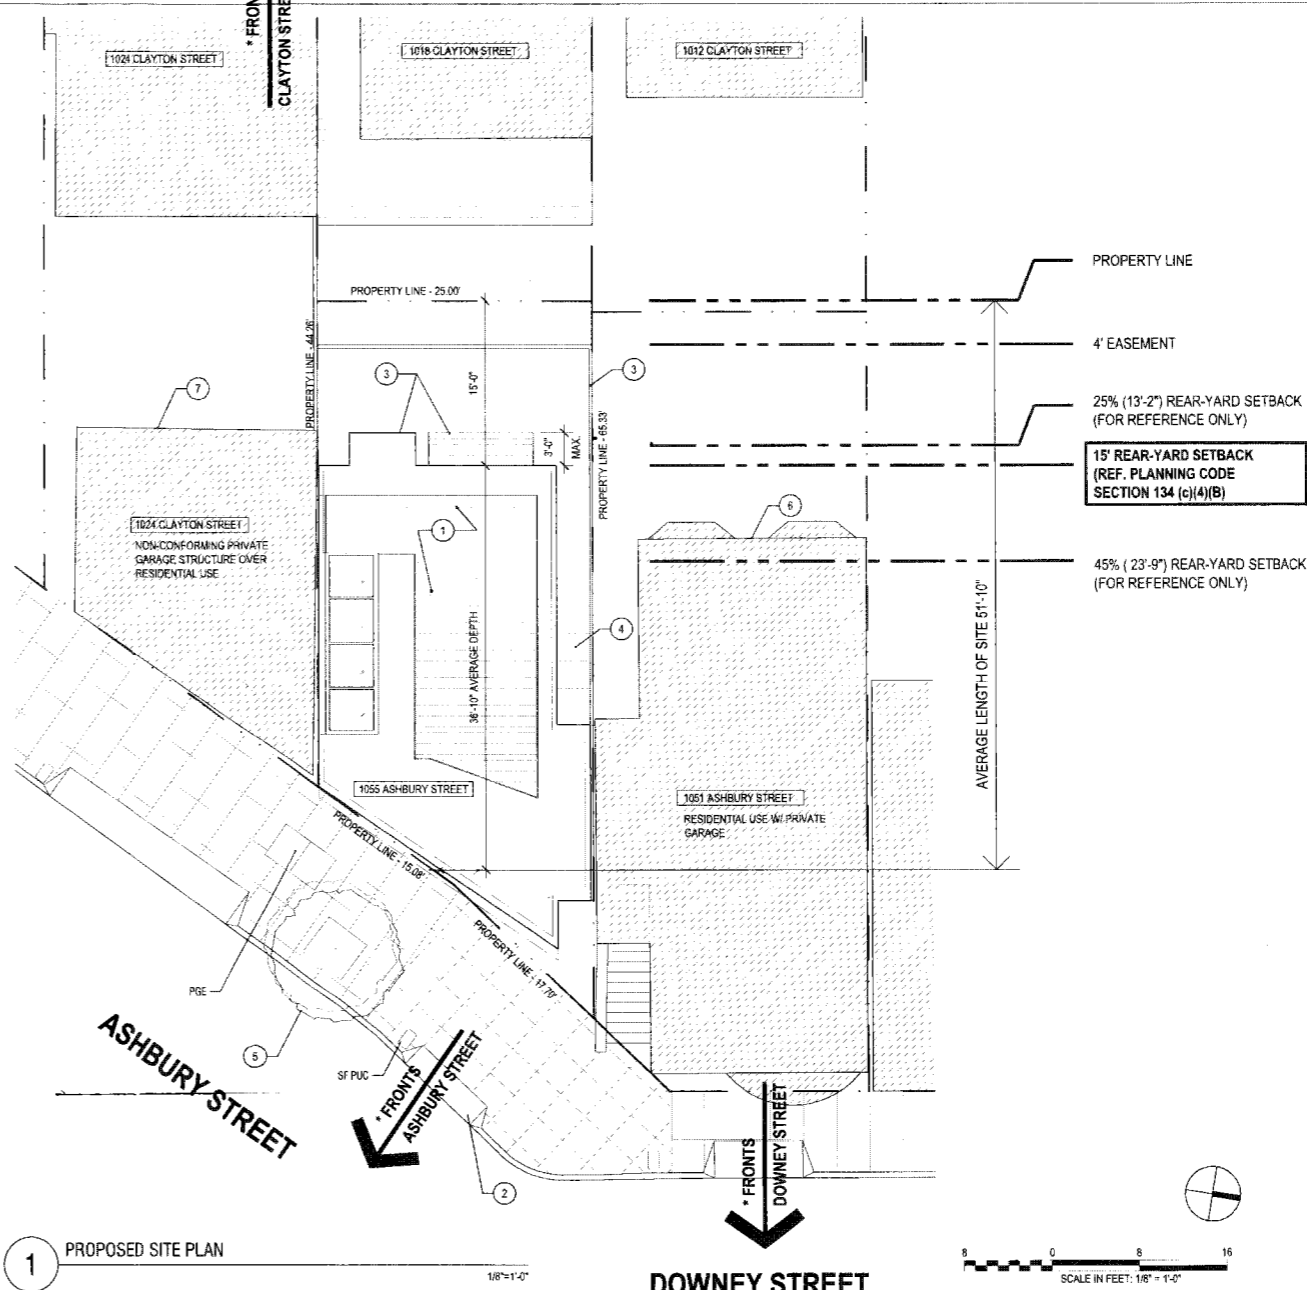 * FRON
CLAYTON STRE
1024 CLAYTON STREET
1018 CLAYTON STREET
1012 CLAYTON STREET
PROPERTY LINE
PROPERTY LINE - 25.00'
4' EASEMENT
PROPERTY LINE - 44.26'
3
3
7
15'-0"
25% (13'-2") REAR-YARD SETBACK
(FOR REFERENCE ONLY)
3'-0"
MAX.
PROPERTY LINE - 65.33'
15' REAR-YARD SETBACK
(REF. PLANNING CODE
SECTION 134 (c)(4)(B)
6
1024 CLAYTON STREET
NON-CONFORMING PRIVATE
GARAGE STRUCTURE OVER
RESIDENTIAL USE
1
45% ( 23'-9") REAR-YARD SETBACK
(FOR REFERENCE ONLY)
4
36'-10" AVERAGE DEPTH
AVERAGE LENGTH OF SITE 51'-10"
1055 ASHBURY STREET
1051 ASHBURY STREET
RESIDENTIAL USE W/ PRIVATE
GARAGE
PROPERTY LINE - 15.08'
PROPERTY LINE - 17.70'
PGE
5
SF PUC
ASHBURY STREET
* FRONTS
ASHBURY STREET
2
* FRONTS
DOWNEY STREET
1
PROPOSED SITE PLAN
1/8"=1'-0"
DOWNEY STREET
8 0 8 16
SCALE IN FEET: 1/8" = 1'-0"